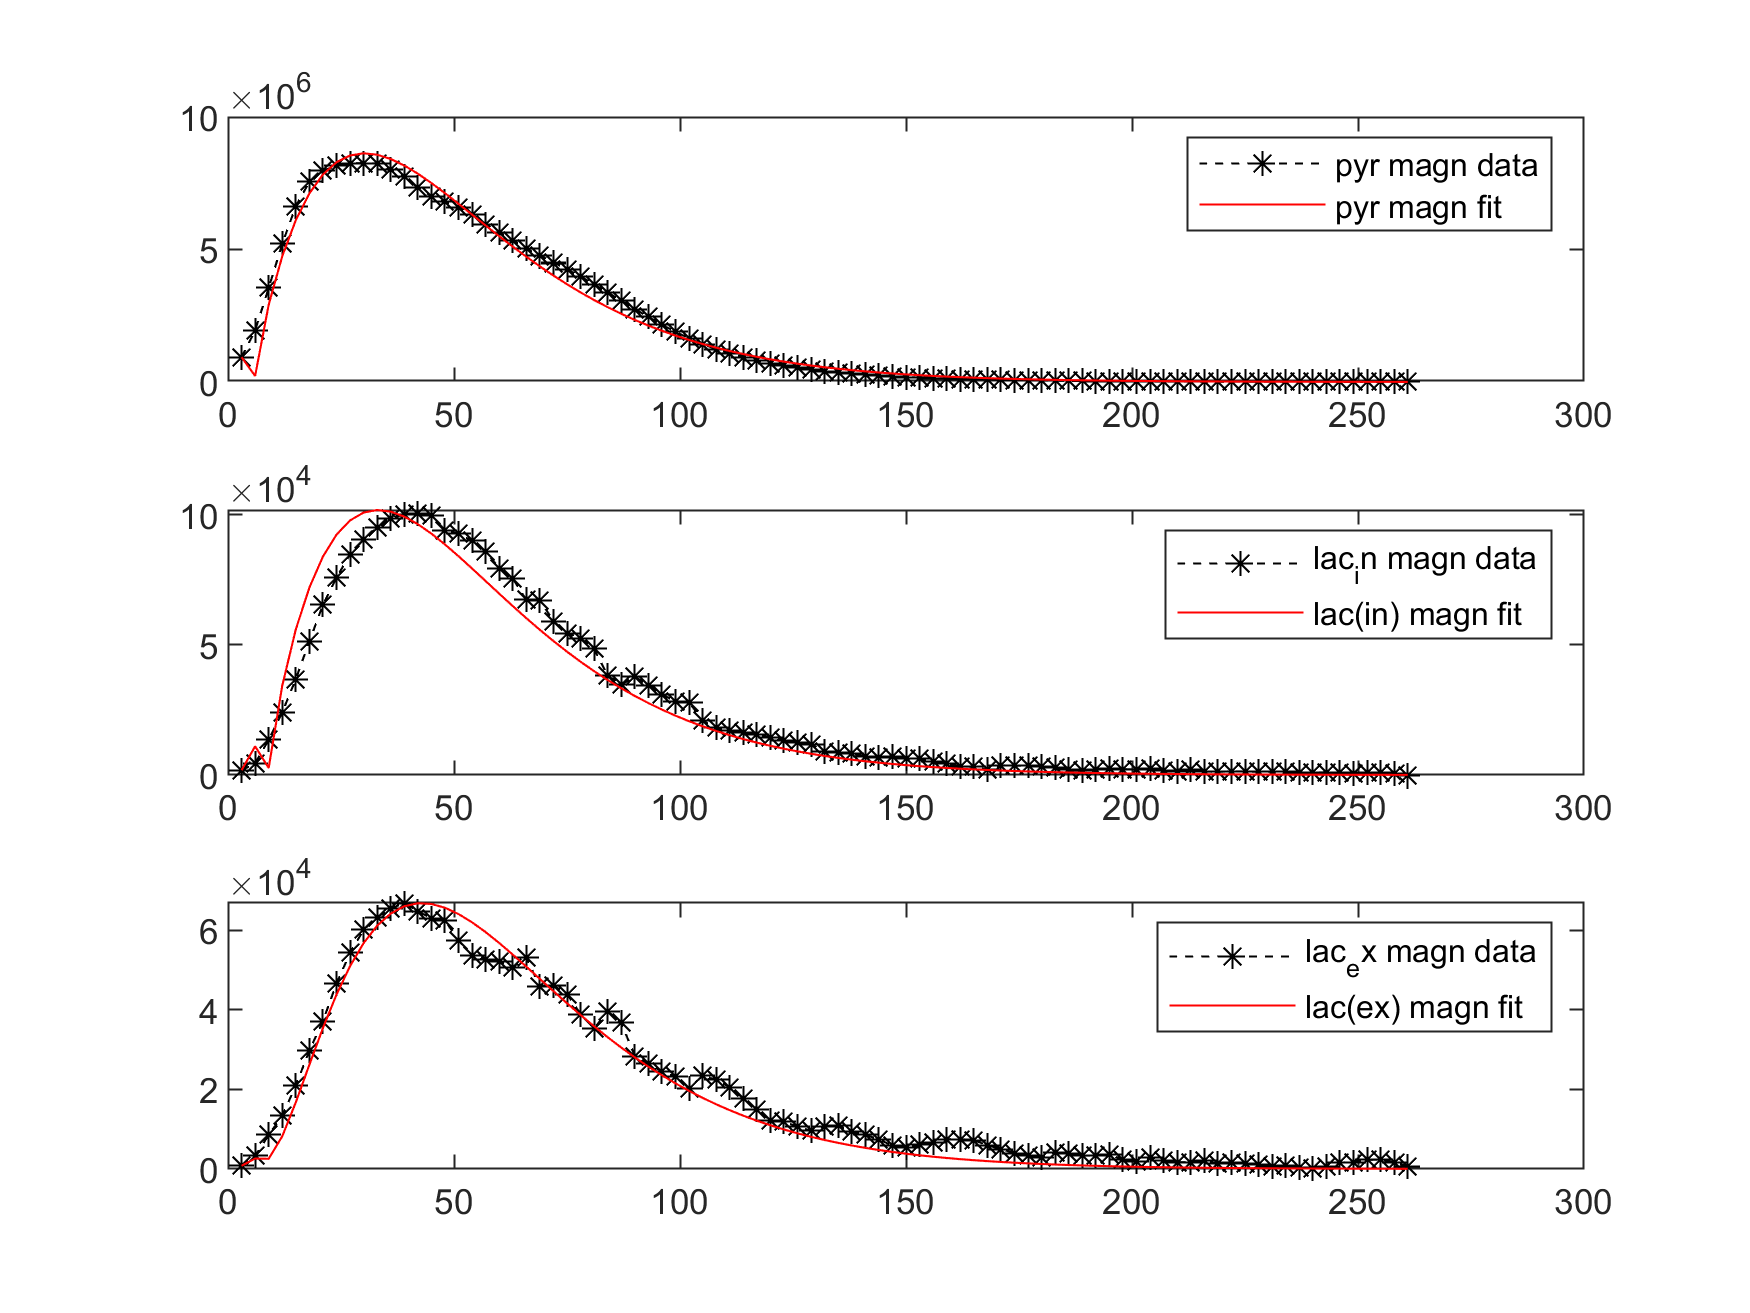 ×10^6
10
5
0
0 50 100 150 200 250 300
pyr magn data
pyr magn fit
×10^4
10
5
0
0 50 100 150 200 250 300
lac_in magn data
lac(in) magn fit
×10^4
6
4
2
0
0 50 100 150 200 250 300
lac_ex magn data
lac(ex) magn fit